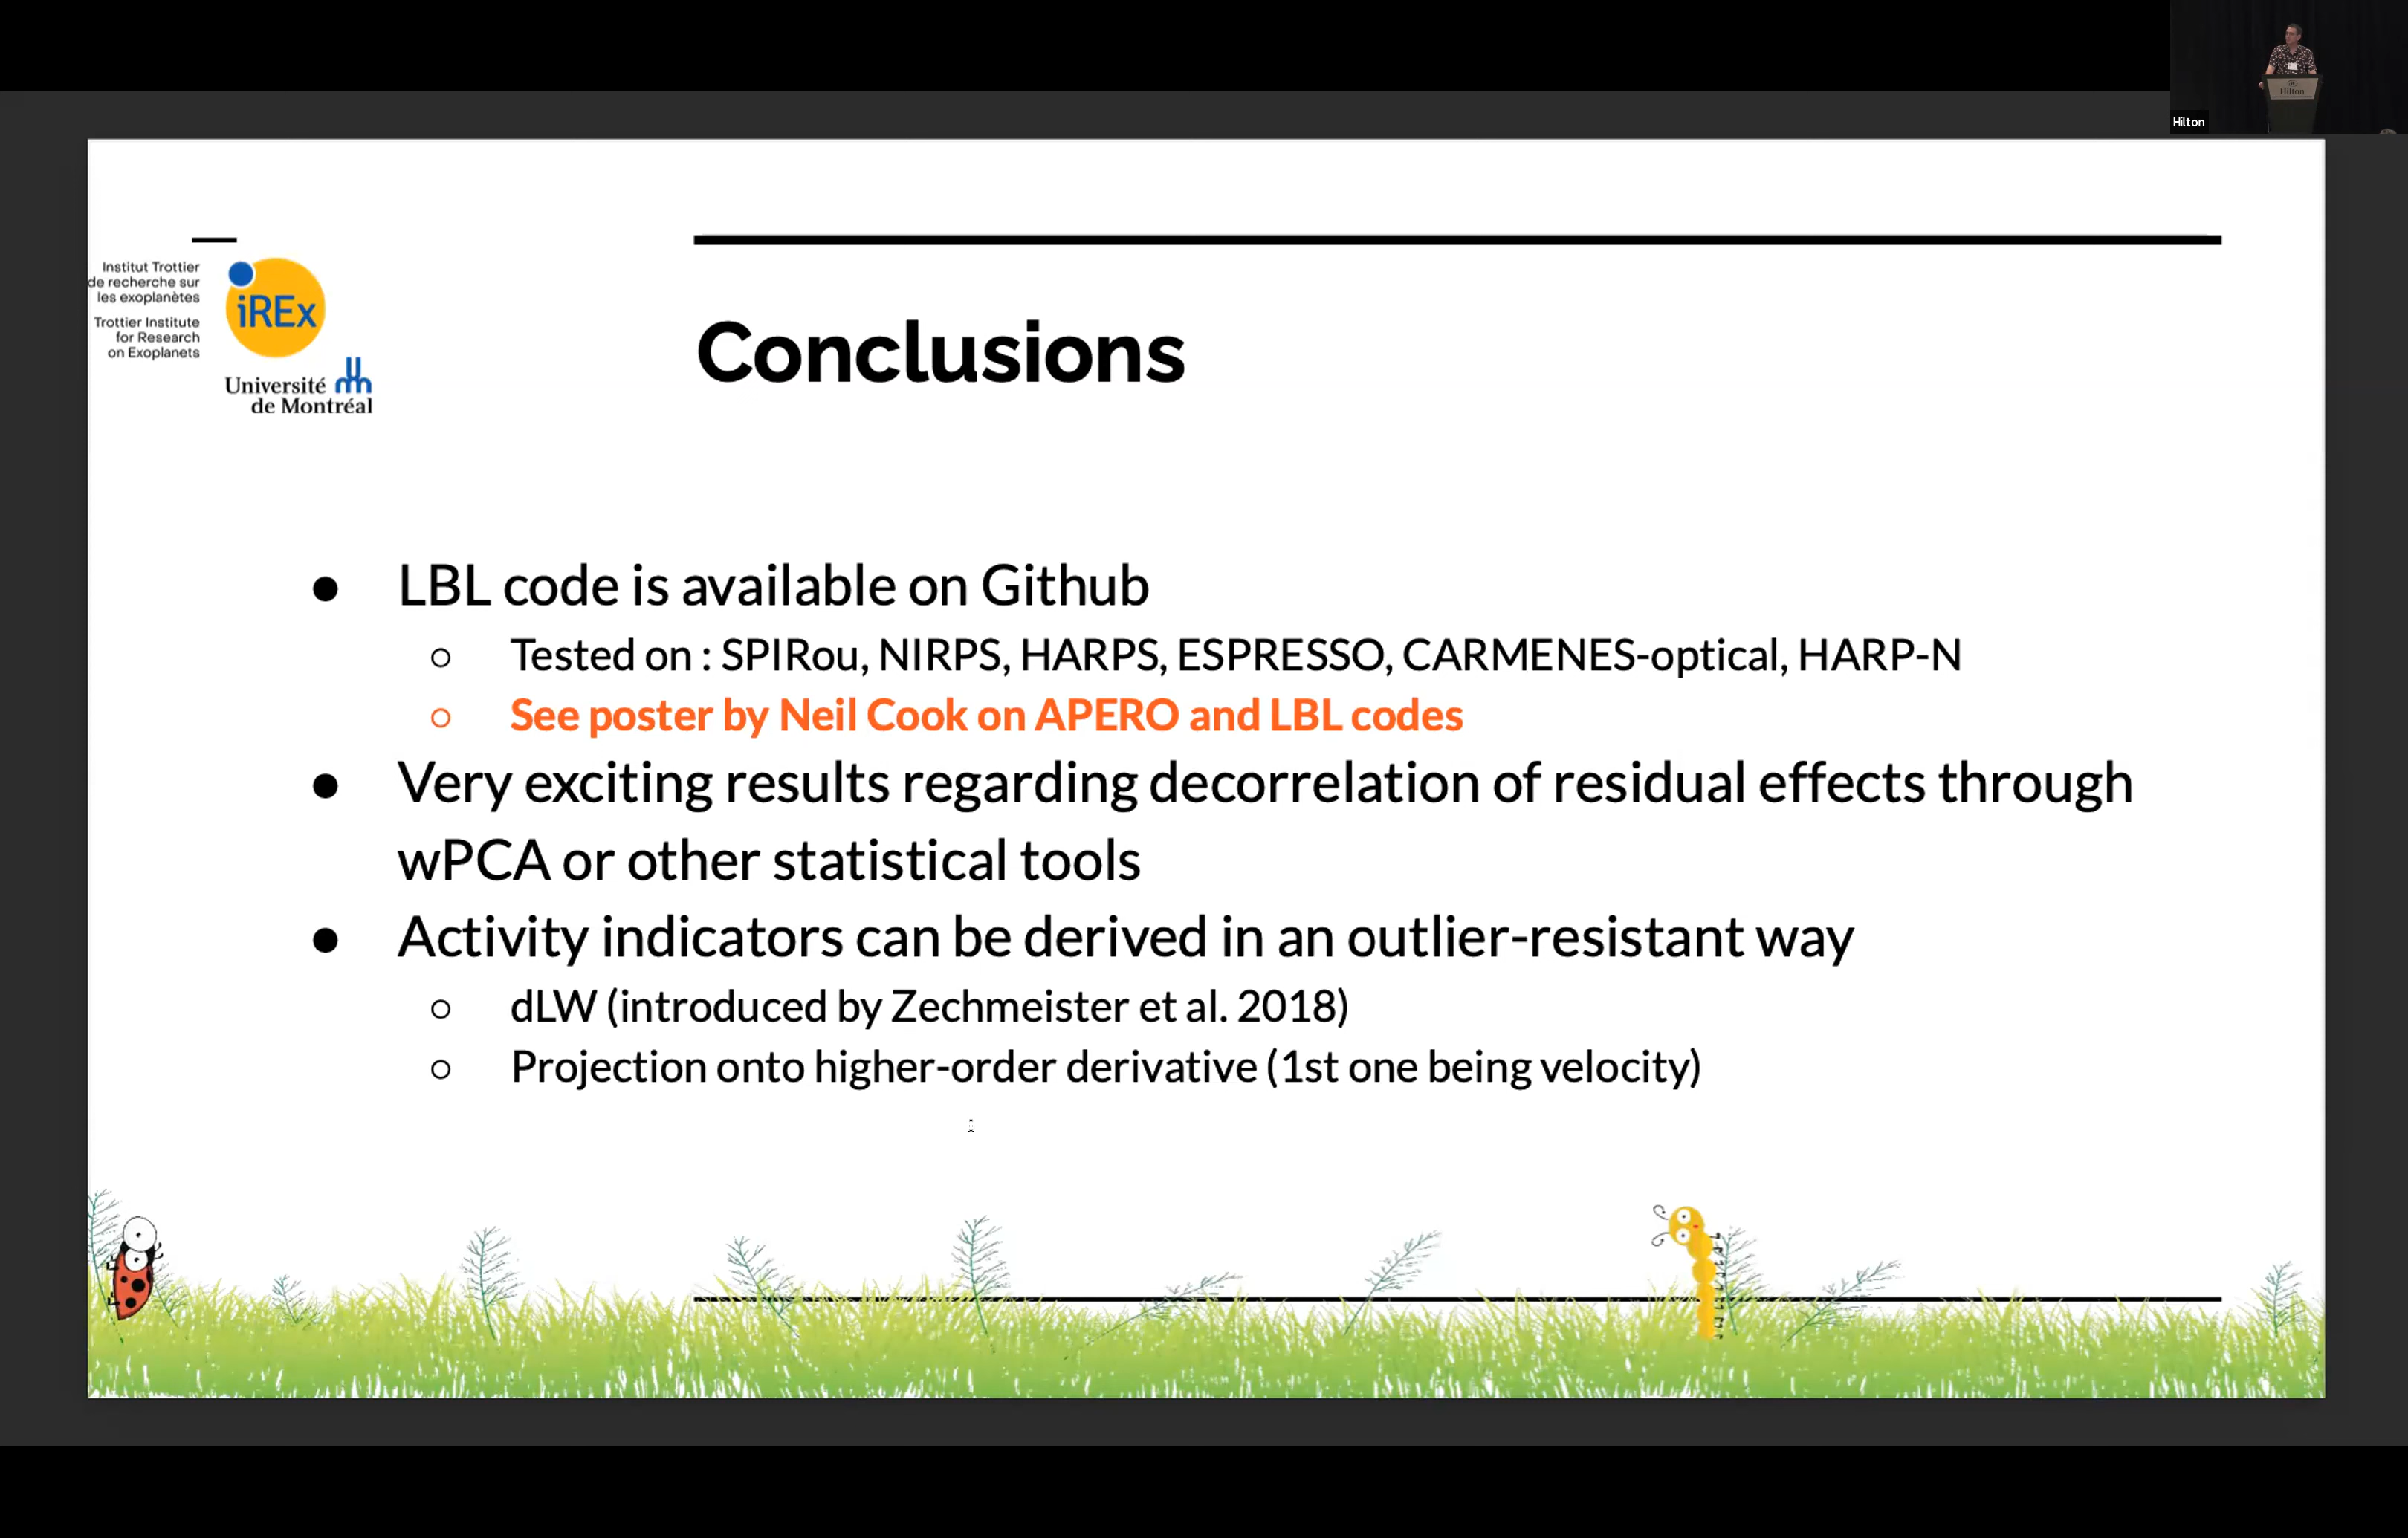 Hilton
Hilton
Institut Trottier
de recherche sur
les exoplanètes
Trottier Institute
for Research
on Exoplanets
iREx
Université
de Montréal
Conclusions
● LBL code is available on Github
○ Tested on : SPIRou, NIRPS, HARPS, ESPRESSO, CARMENES-optical, HARP-N
○ See poster by Neil Cook on APERO and LBL codes
● Very exciting results regarding decorrelation of residual effects through
wPCA or other statistical tools
● Activity indicators can be derived in an outlier-resistant way
○ dLW (introduced by Zechmeister et al. 2018)
○ Projection onto higher-order derivative (1st one being velocity)